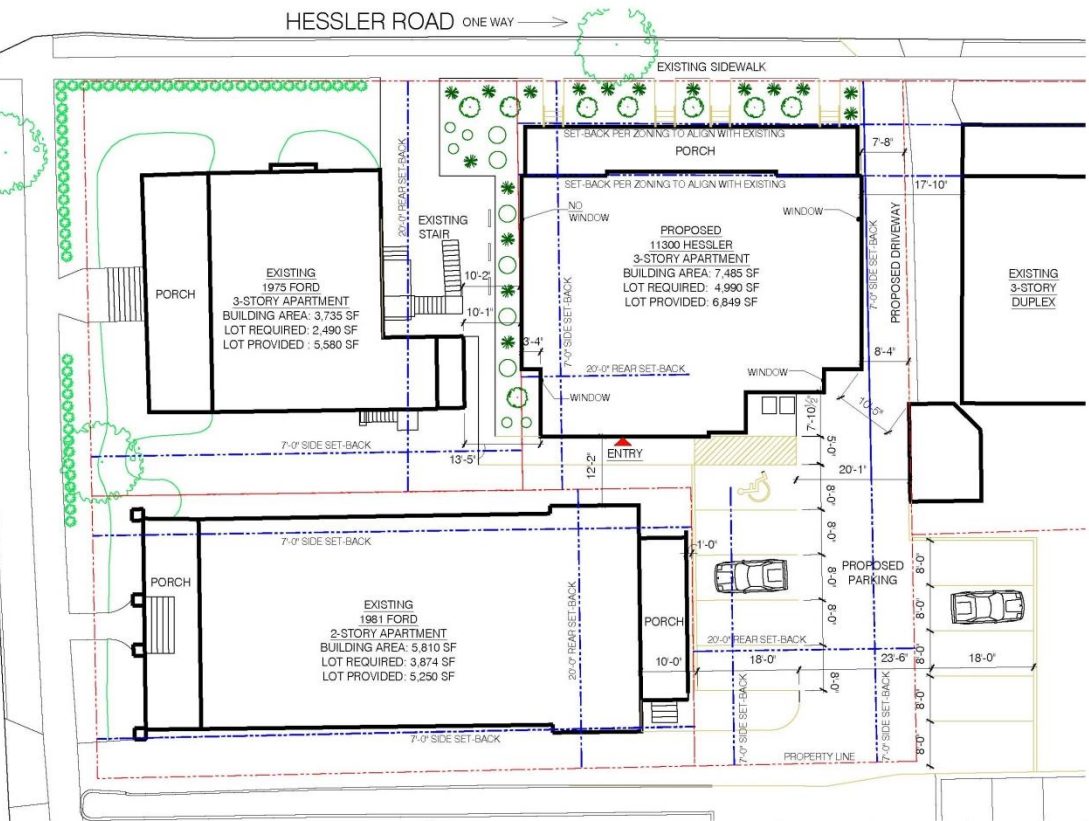 HESSLER ROAD ONE WAY
EXISTING SIDEWALK
SET-BACK PER ZONING TO ALIGN WITH EXISTING
PORCH
7'-8"
SET-BACK PER ZONING TO ALIGN WITH EXISTING
17'-10"
20'-0" REAR SET-BACK
NO
WINDOW
WINDOW
EXISTING
STAIR
PROPOSED
11300 HESSLER
3-STORY APARTMENT
BUILDING AREA: 7,485 SF
LOT REQUIRED: 4,990 SF
LOT PROVIDED: 6,849 SF
7'-0" SIDE SET-BACK
PROPOSED DRIVEWAY
EXISTING
3-STORY
DUPLEX
PORCH
EXISTING
1975 FORD
3-STORY APARTMENT
BUILDING AREA: 3,735 SF
LOT REQUIRED: 2,490 SF
LOT PROVIDED : 5,580 SF
10'-2"
10'-1"
7'-0" SIDE SET-BACK
3'-4"
8'-4"
20'-0" REAR SET-BACK
WINDOW
WINDOW
7'-10½"
10'-5"
7'-0" SIDE SET-BACK
13'-5"
12'-2"
ENTRY
5'-0"
20'-1"
8'-0"
8'-0"
7'-0" SIDE SET-BACK
1'-0"
8'-0"
8'-0"
PROPOSED
PARKING
8'-0"
8'-0"
PORCH
EXISTING
1981 FORD
2-STORY APARTMENT
BUILDING AREA: 5,810 SF
LOT REQUIRED: 3,874 SF
LOT PROVIDED: 5,250 SF
20'-0" REAR SET-BACK
PORCH
20'-0" REAR SET-BACK
10'-0"
18'-0"
23'-6"
18'-0"
8'-0"
8'-0"
8'-0"
8'-0"
7'-0" SIDE SET-BACK
7'-0" SIDE SET-BACK
7'-0" SIDE SET-BACK
PROPERTY LINE